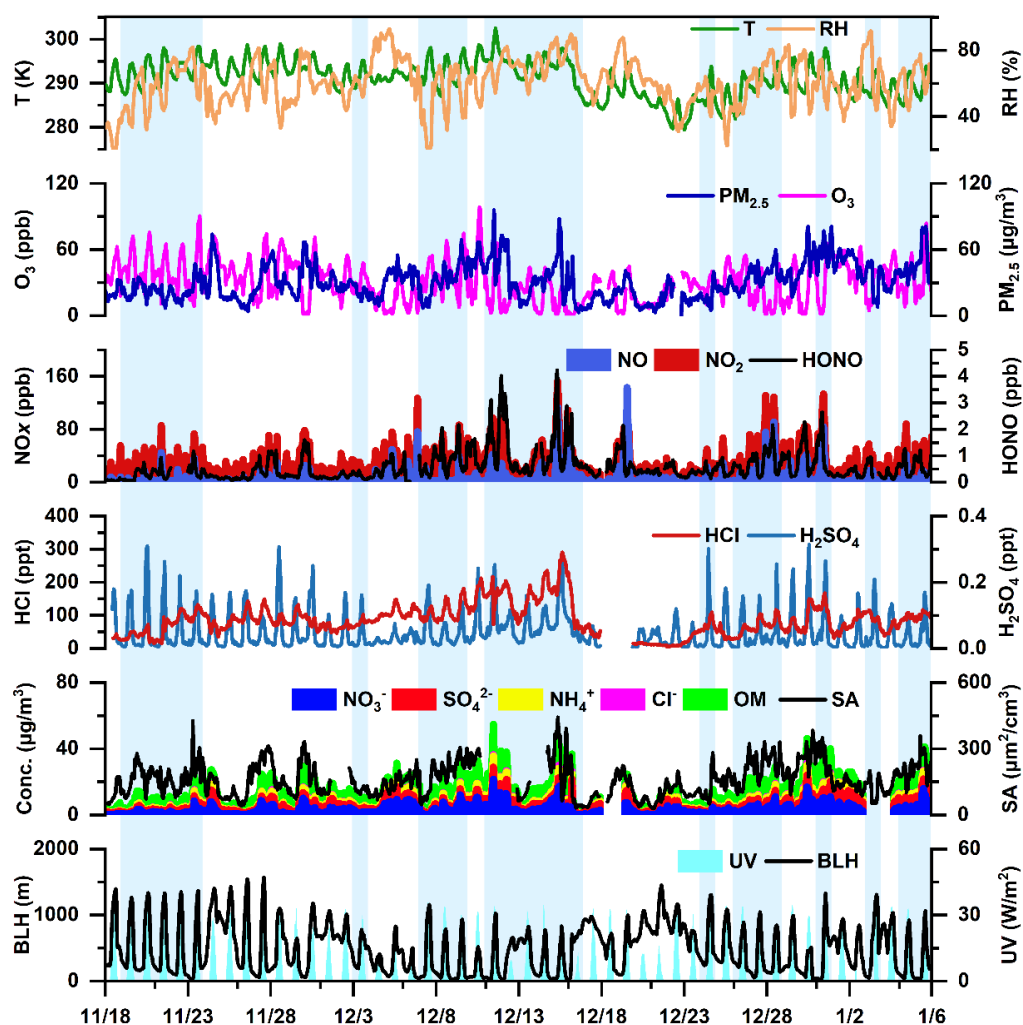 T RH
300
290
280
T (K)
80
40
RH (%)
PM2.5 O3
120
60
0
O3 (ppb)
120
60
0
PM2.5 (μg/m³)
NO NO2 HONO
160
80
0
NOx (ppb)
5
4
3
2
1
0
HONO (ppb)
HCl H2SO4
400
300
200
100
0
HCl (ppt)
0.4
0.2
0.0
H2SO4 (ppt)
NO3- SO42- NH4+ Cl- OM SA
80
40
0
Conc. (μg/m³)
600
300
0
SA (μm²/cm³)
UV BLH
2000
1000
0
BLH (m)
60
30
0
UV (W/m²)
11/18 11/23 11/28 12/3 12/8 12/13 12/18 12/23 12/28 1/2 1/6